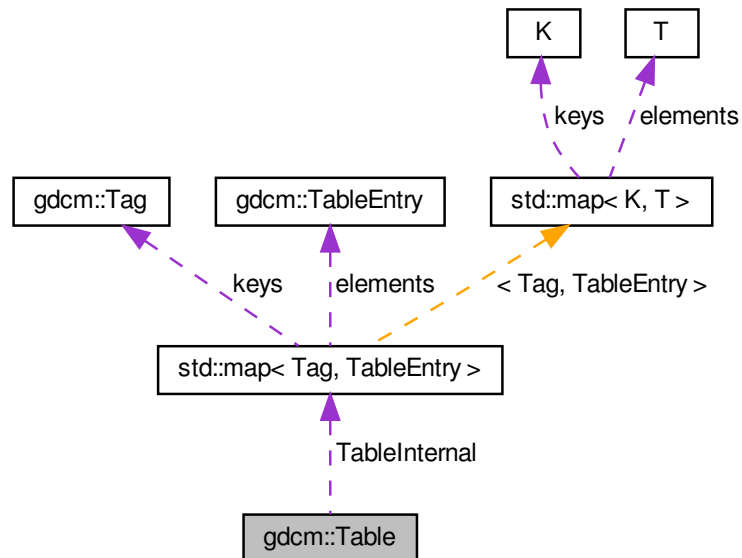 K
T
keys
elements
gdcm::Tag
gdcm::TableEntry
std::map< K, T >
keys
elements
< Tag, TableEntry >
std::map< Tag, TableEntry >
TableInternal
gdcm::Table